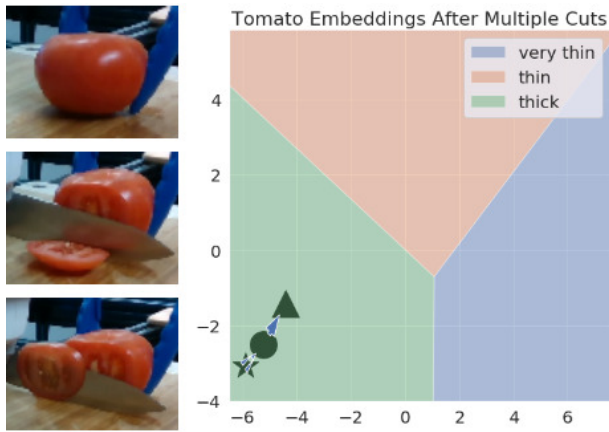 Tomato Embeddings After Multiple Cuts
very thin
thin
thick
4
2
0
−2
−4
−6 −4 −2 0 2 4 6